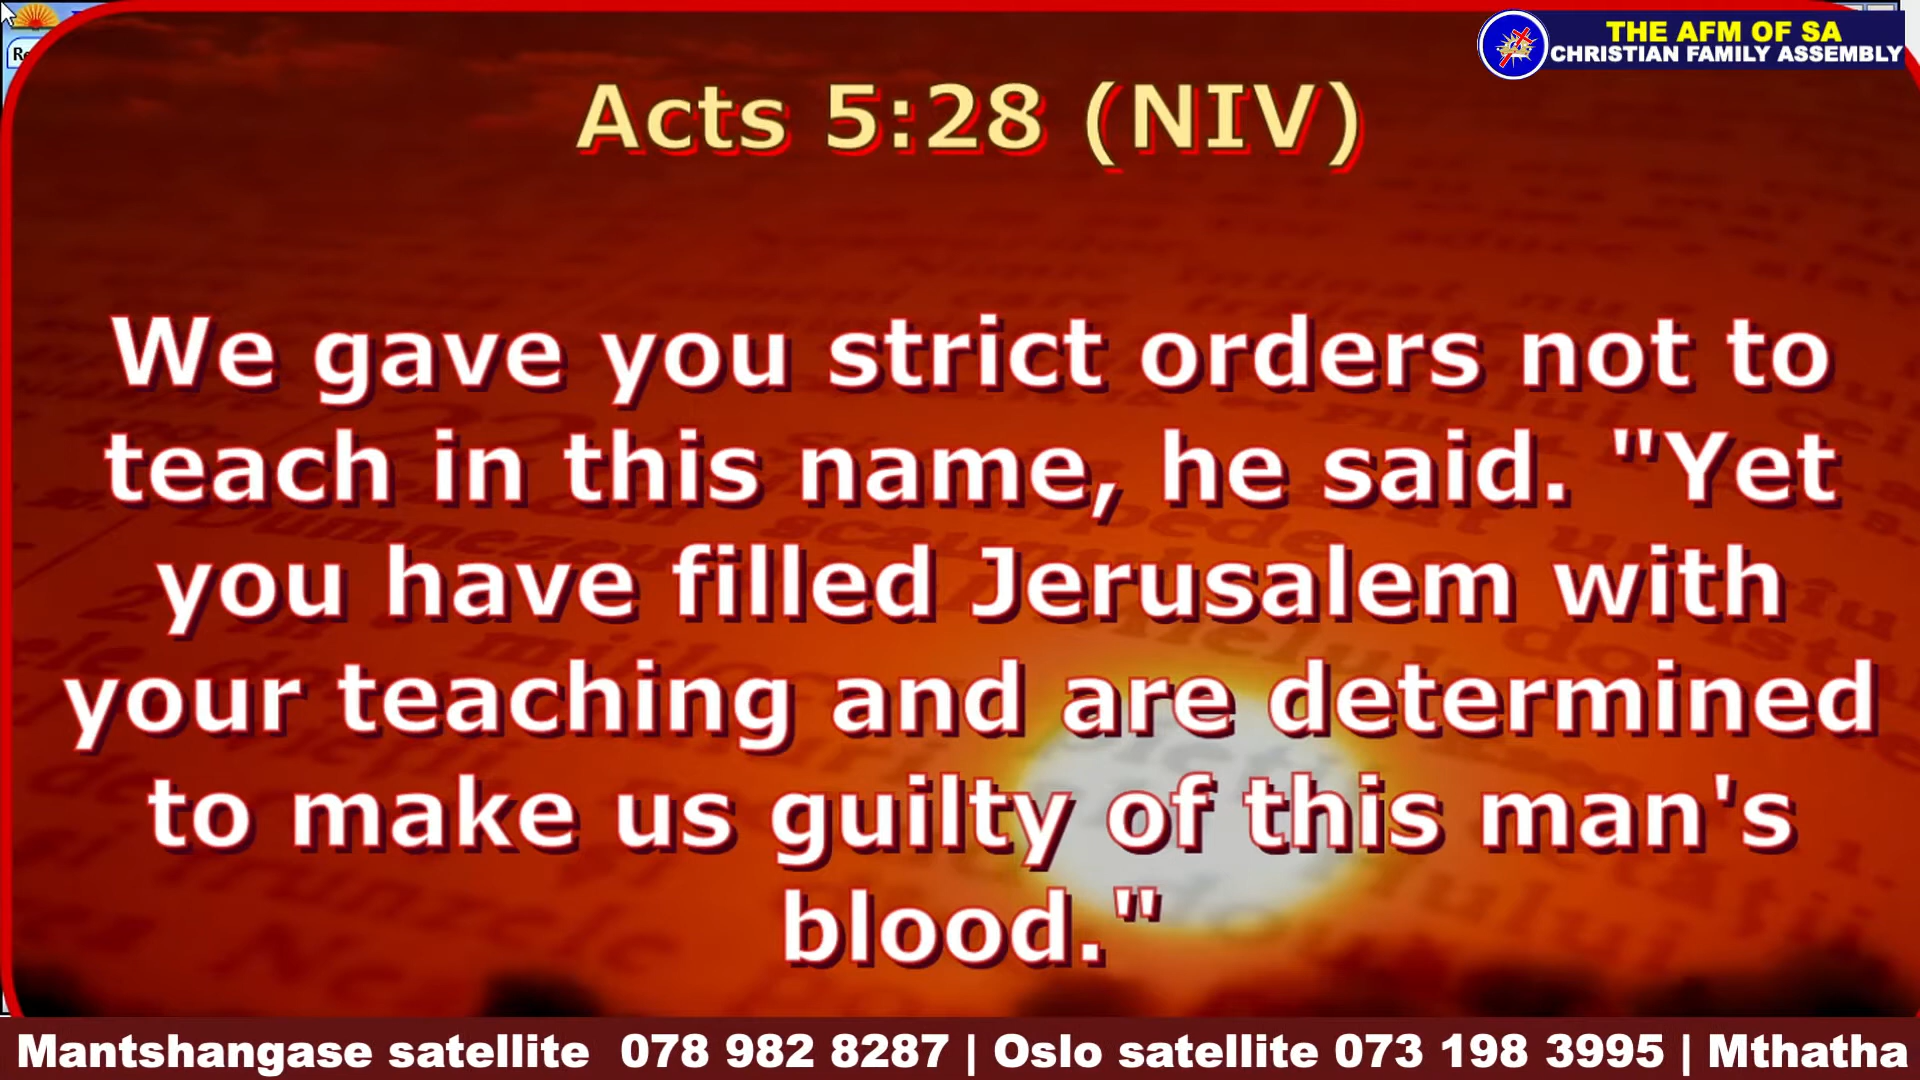 THE AFM OF SA
CHRISTIAN FAMILY ASSEMBLY
Acts 5:28 (NIV)
We gave you strict orders not to
teach in this name, he said. "Yet
you have filled Jerusalem with
your teaching and are determined
to make us guilty of this man's
blood."
Mantshangase satellite 078 982 8287 | Oslo satellite 073 198 3995 | Mthatha